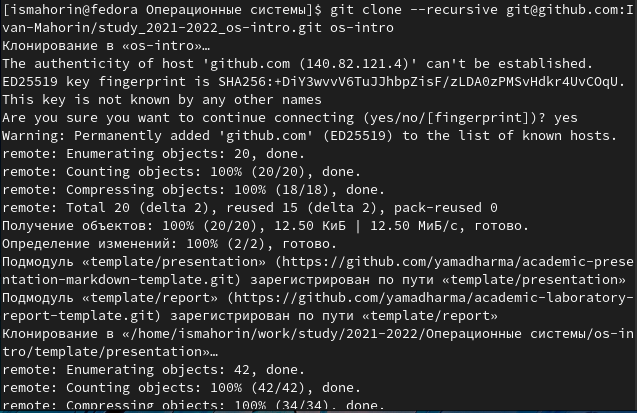 [ismahorin@fedora Операционные системы]$ git clone --recursive git@github.com:I
van-Mahorin/study_2021-2022_os-intro.git os-intro
Клонирование в «os-intro»…
The authenticity of host 'github.com (140.82.121.4)' can't be established.
ED25519 key fingerprint is SHA256:+DiY3wvvV6TuJJhbpZisF/zLDA0zPMSvHdkr4UvCOqU.
This key is not known by any other names
Are you sure you want to continue connecting (yes/no/[fingerprint])? yes
Warning: Permanently added 'github.com' (ED25519) to the list of known hosts.
remote: Enumerating objects: 20, done.
remote: Counting objects: 100% (20/20), done.
remote: Compressing objects: 100% (18/18), done.
remote: Total 20 (delta 2), reused 15 (delta 2), pack-reused 0
Получение объектов: 100% (20/20), 12.50 КиБ | 12.50 МиБ/с, готово.
Определение изменений: 100% (2/2), готово.
Подмодуль «template/presentation» (https://github.com/yamadharma/academic-prese
ntation-markdown-template.git) зарегистрирован по пути «template/presentation»
Подмодуль «template/report» (https://github.com/yamadharma/academic-laboratory-
report-template.git) зарегистрирован по пути «template/report»
Клонирование в «/home/ismahorin/work/study/2021-2022/Операционные системы/os-in
tro/template/presentation»…
remote: Enumerating objects: 42, done.
remote: Counting objects: 100% (42/42), done.
remote: Compressing objects: 100% (34/34), done.